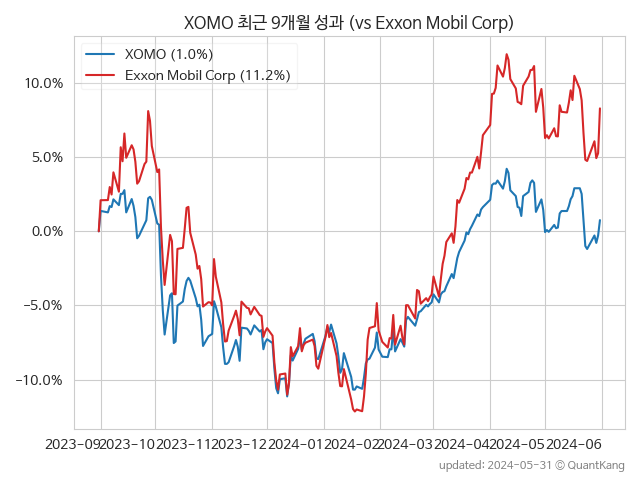 XOMO 최근 9개월 성과 (vs Exxon Mobil Corp)
XOMO (1.0%)
Exxon Mobil Corp (11.2%)
10.0%
5.0%
0.0%
−5.0%
−10.0%
2023-09 2023-10 2023-11 2023-12 2024-01 2024-02 2024-03 2024-04 2024-05 2024-06
updated: 2024-05-31 © QuantKang